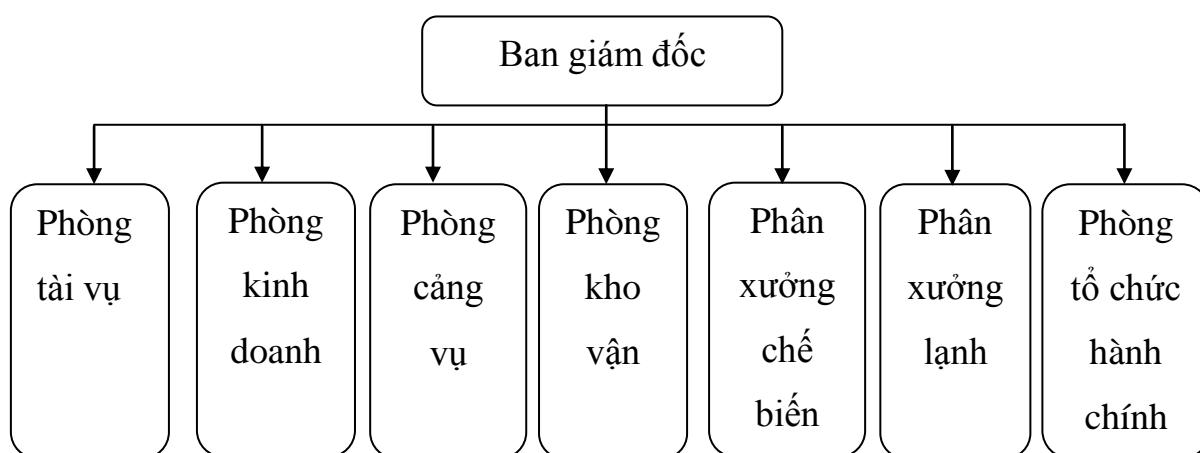 Ban giám đốc
Phòng
tài vụ
Phòng
kinh
doanh
Phòng
cảng
vụ
Phòng
kho
vận
Phân
xưởng
chế
biến
Phân
xưởng
lạnh
Phòng
tổ chức
hành
chính